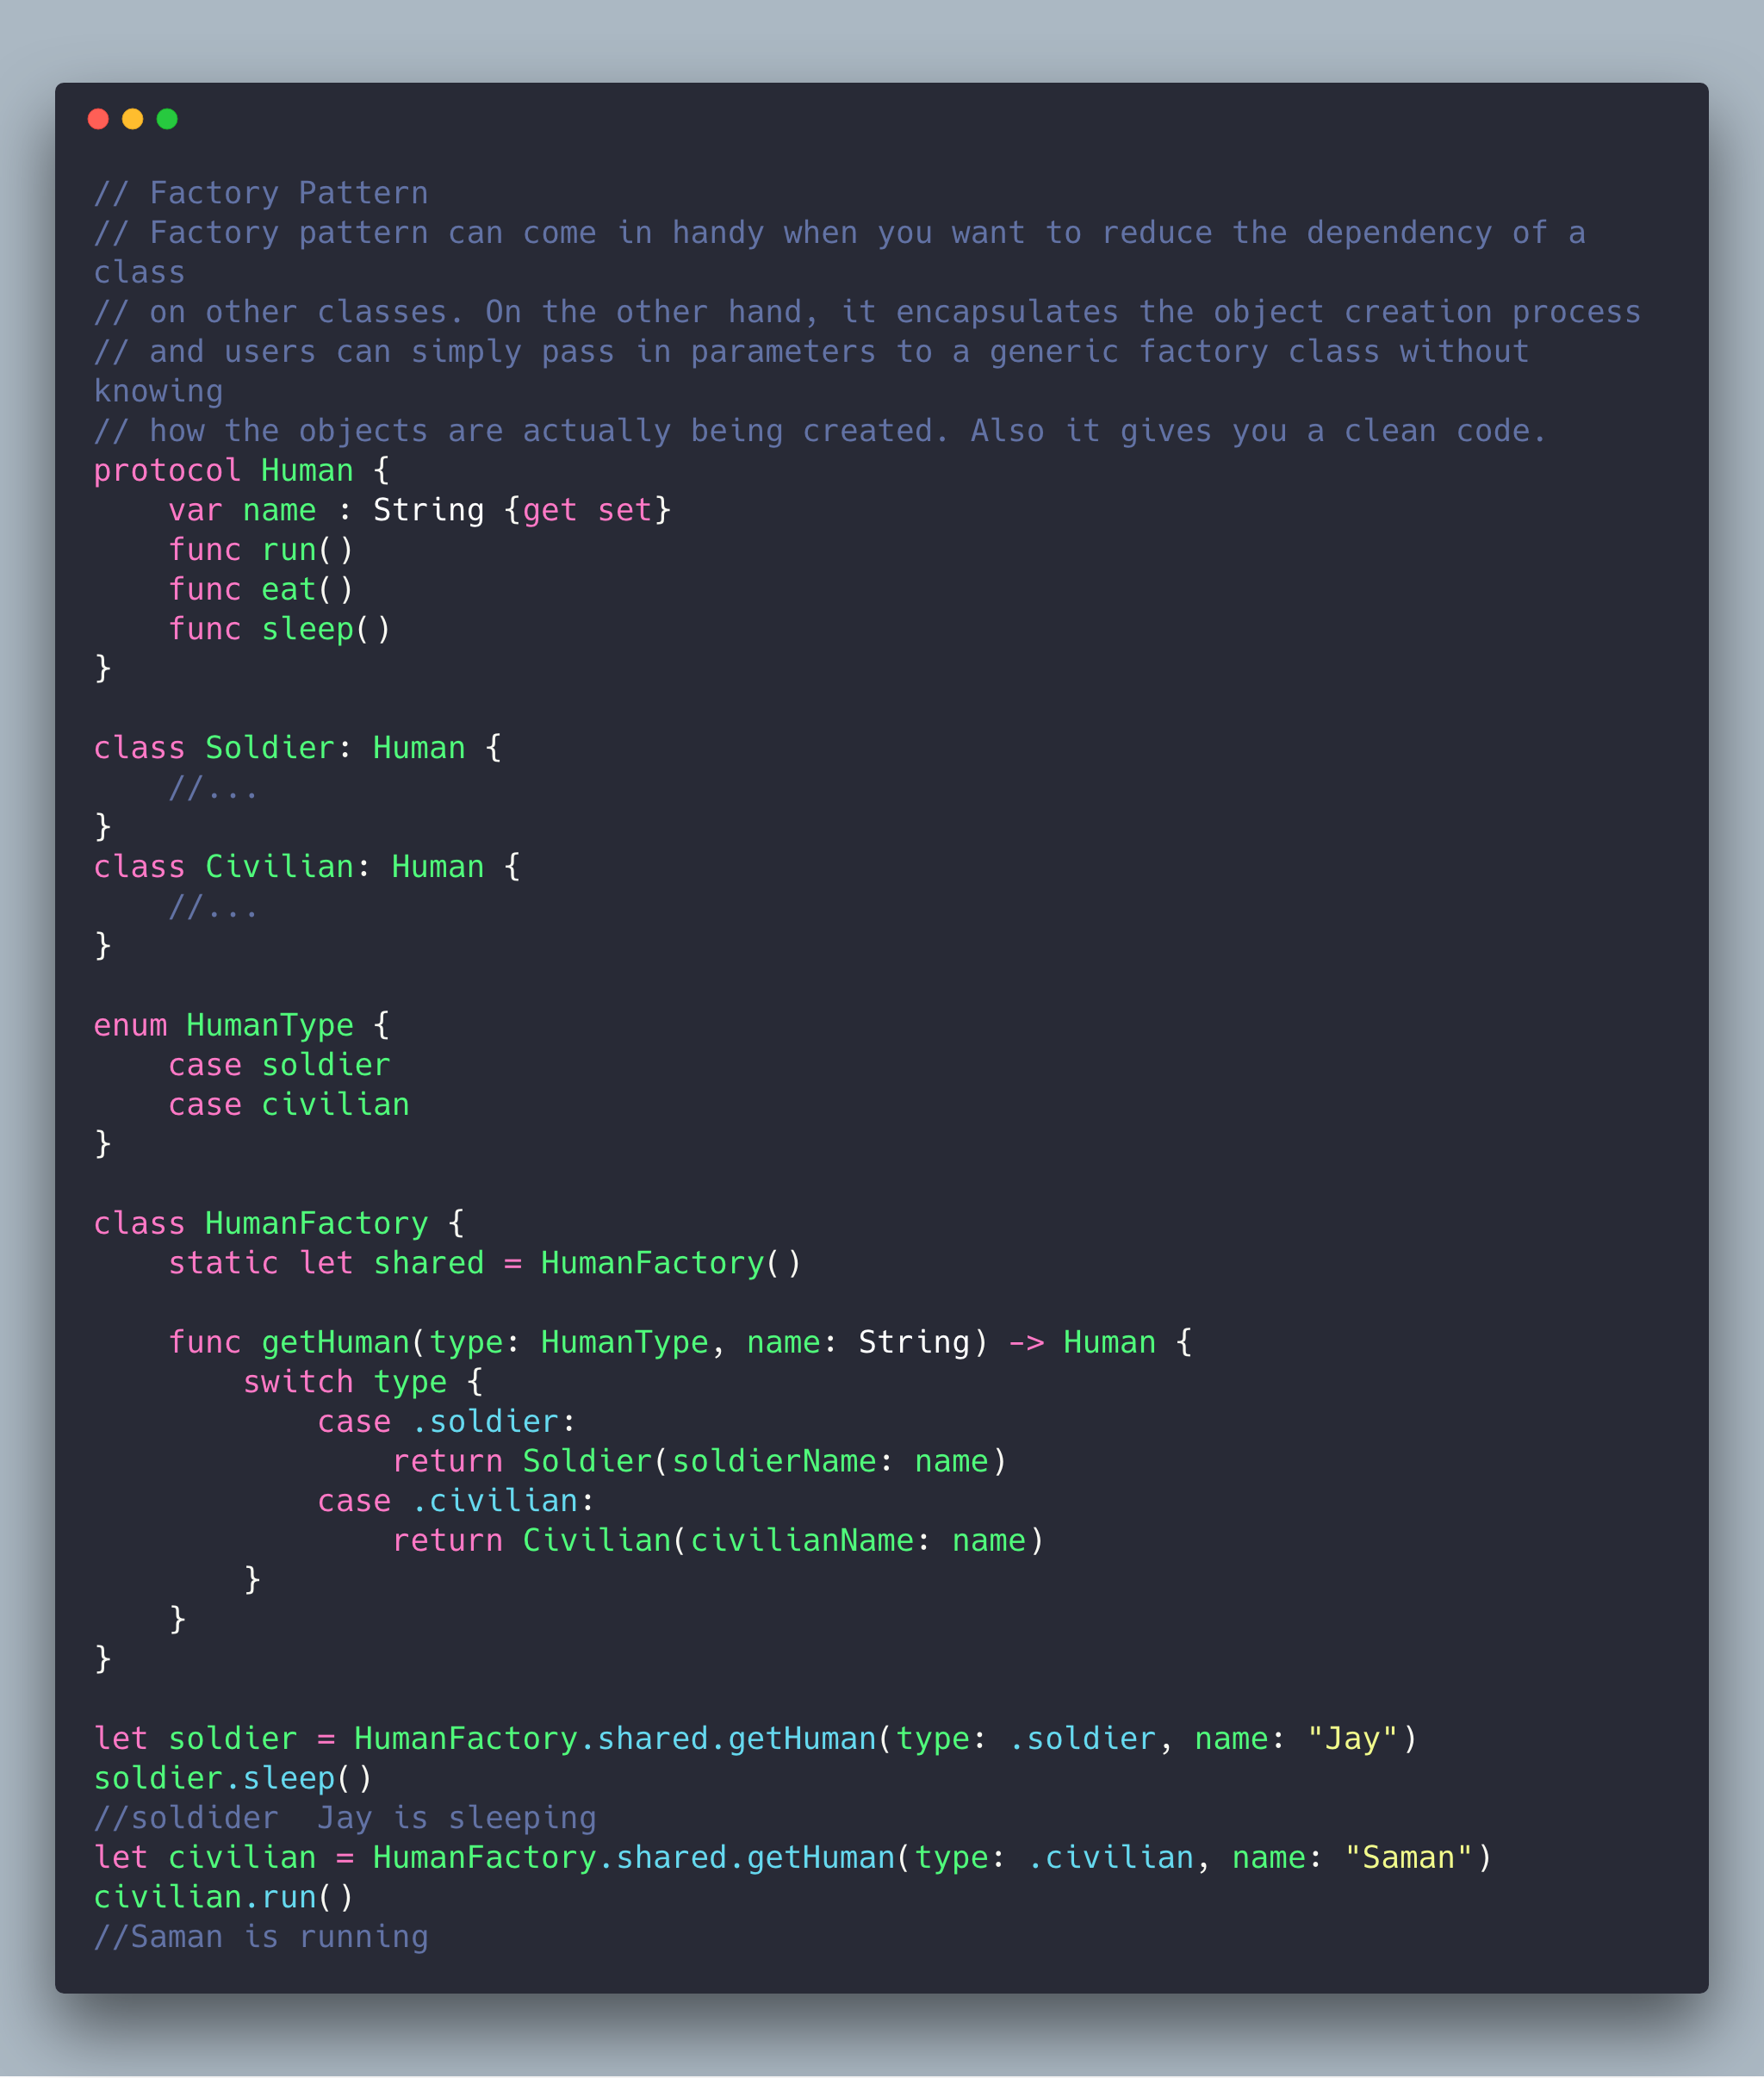 // Factory Pattern
// Factory pattern can come in handy when you want to reduce the dependency of a
class
// on other classes. On the other hand, it encapsulates the object creation process
// and users can simply pass in parameters to a generic factory class without
knowing
// how the objects are actually being created. Also it gives you a clean code.
protocol Human {
    var name : String {get set}
    func run()
    func eat()
    func sleep()
}

class Soldier: Human {
    //...
}
class Civilian: Human {
    //...
}

enum HumanType {
    case soldier
    case civilian
}

class HumanFactory {
    static let shared = HumanFactory()

    func getHuman(type: HumanType, name: String) -> Human {
        switch type {
            case .soldier:
                return Soldier(soldierName: name)
            case .civilian:
                return Civilian(civilianName: name)
        }
    }
}

let soldier = HumanFactory.shared.getHuman(type: .soldier, name: "Jay")
soldier.sleep()
//soldider  Jay is sleeping
let civilian = HumanFactory.shared.getHuman(type: .civilian, name: "Saman")
civilian.run()
//Saman is running